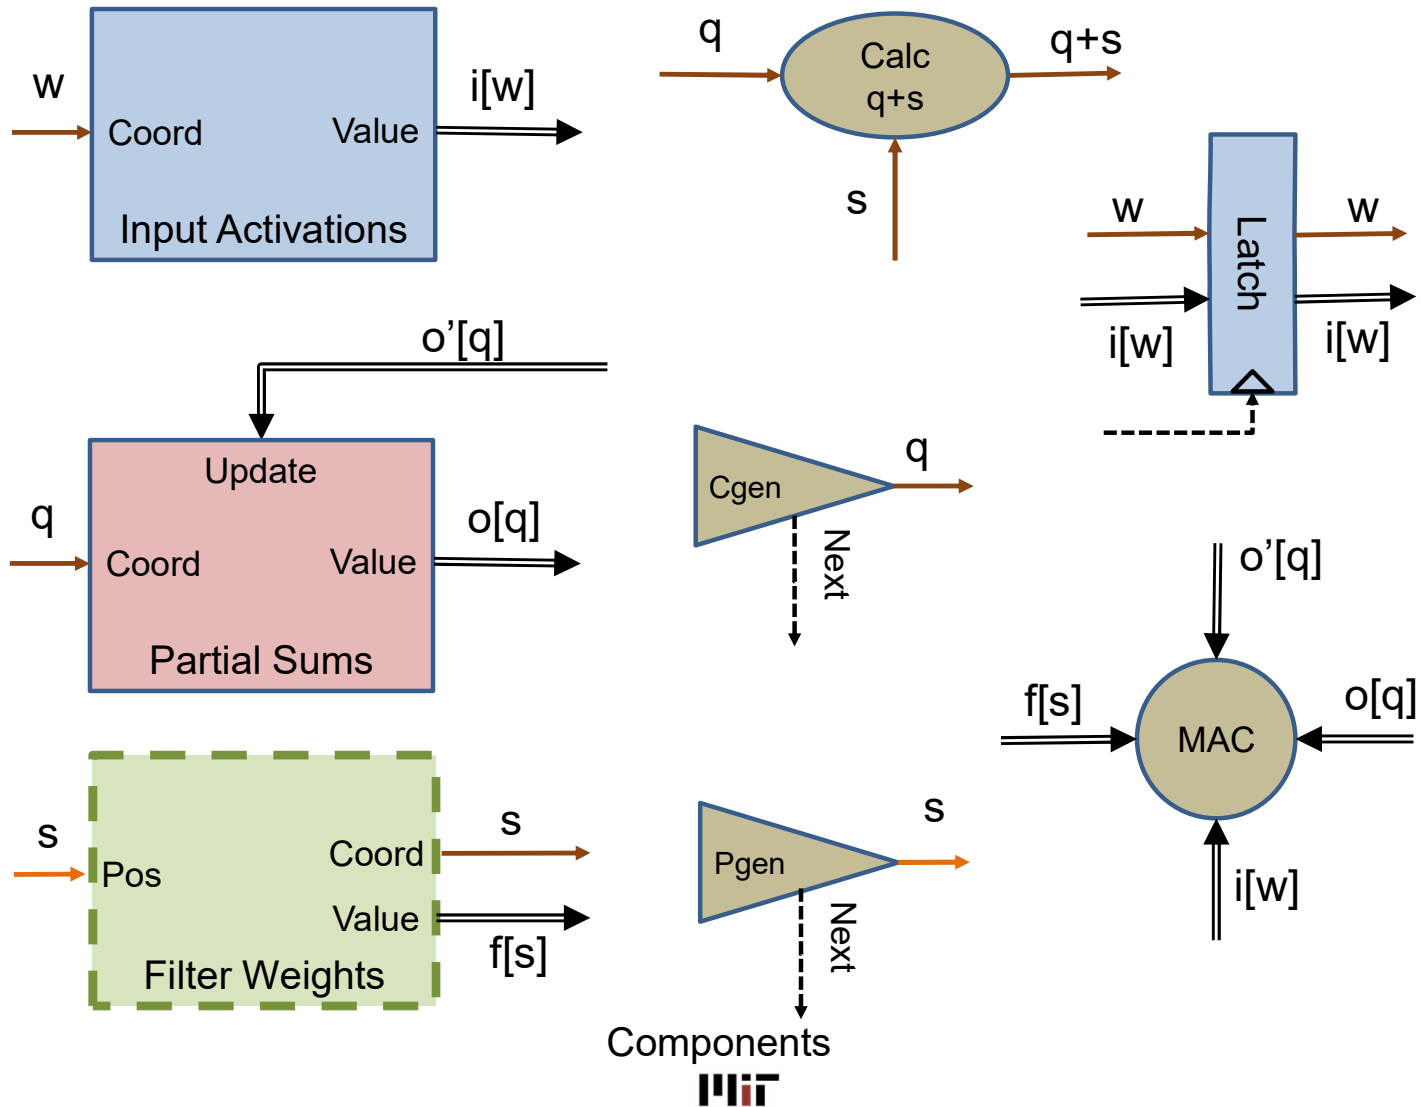 w
Coord
Value
i[w]
Input Activations
q
Calc
q+s
q+s
s
w
w
Latch
i[w]
i[w]
o’[q]
Update
q
Coord
Value
o[q]
Partial Sums
Cgen
q
Next
o’[q]
f[s]
MAC
o[q]
i[w]
s
Pos
Coord
s
Value
f[s]
Filter Weights
Pgen
s
Next
Components
MIT